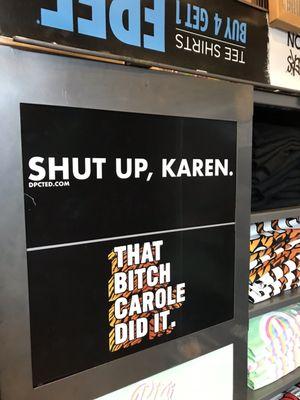 FREE
TEE SHIRTS
BUY 4 GET 1
SHUT UP, KAREN.
DPCTED.COM
THAT
BITCH
CAROLE
DID IT.